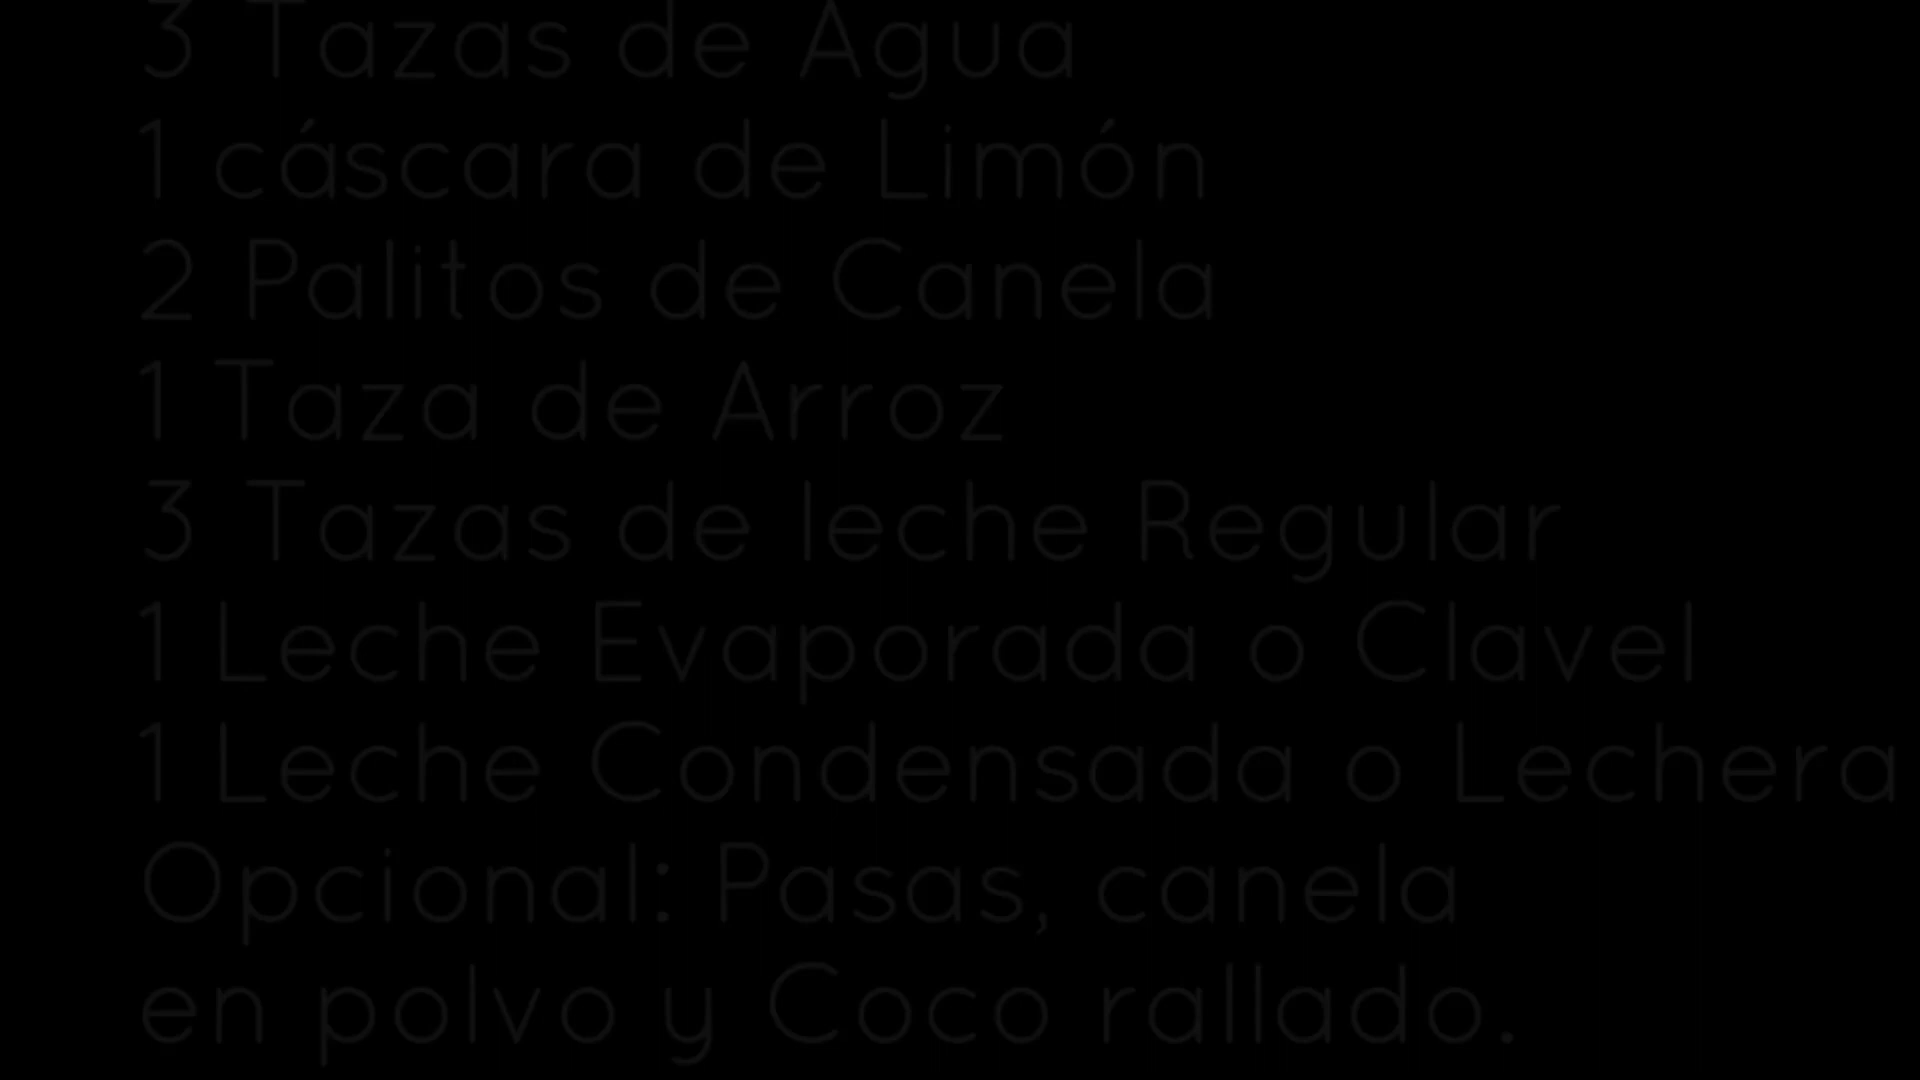 3 Tazas de Agua
1 cáscara de Limón
2 Palitos de Canela
1 Taza de Arroz
3 Tazas de leche Regular
1 Leche Evaporada o Clavel
1 Leche Condensada o Lechera
Opcional: Pasas, canela
en polvo y Coco rallado.